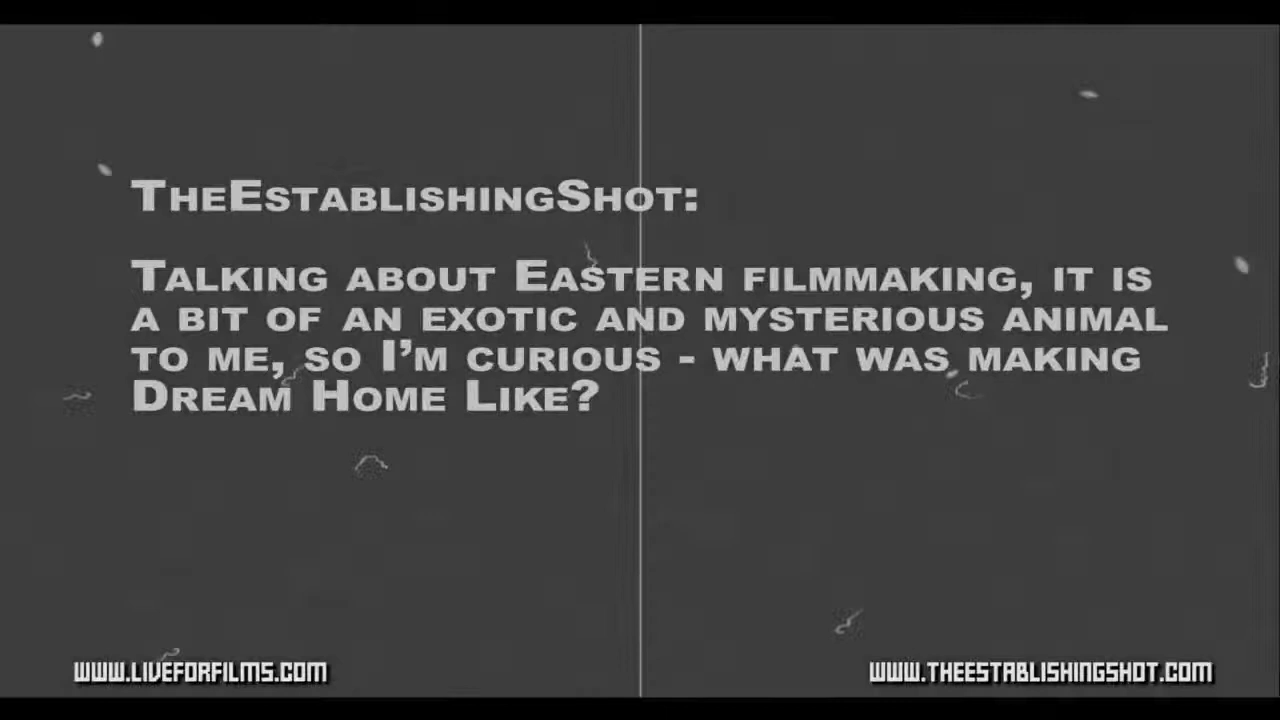 TheEstablishingShot:
Talking about Eastern filmmaking, it is
a bit of an exotic and mysterious animal
to me, so I'm curious - what was making
Dream Home Like?
www.liveforfilms.com
www.theestablishingshot.com